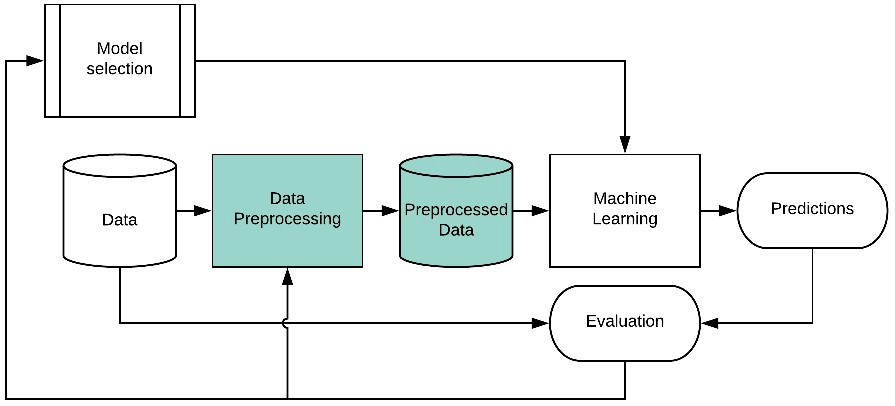 Model
selection
Data
Data
Preprocessing
Preprocessed
Data
Machine
Learning
Predictions
Evaluation